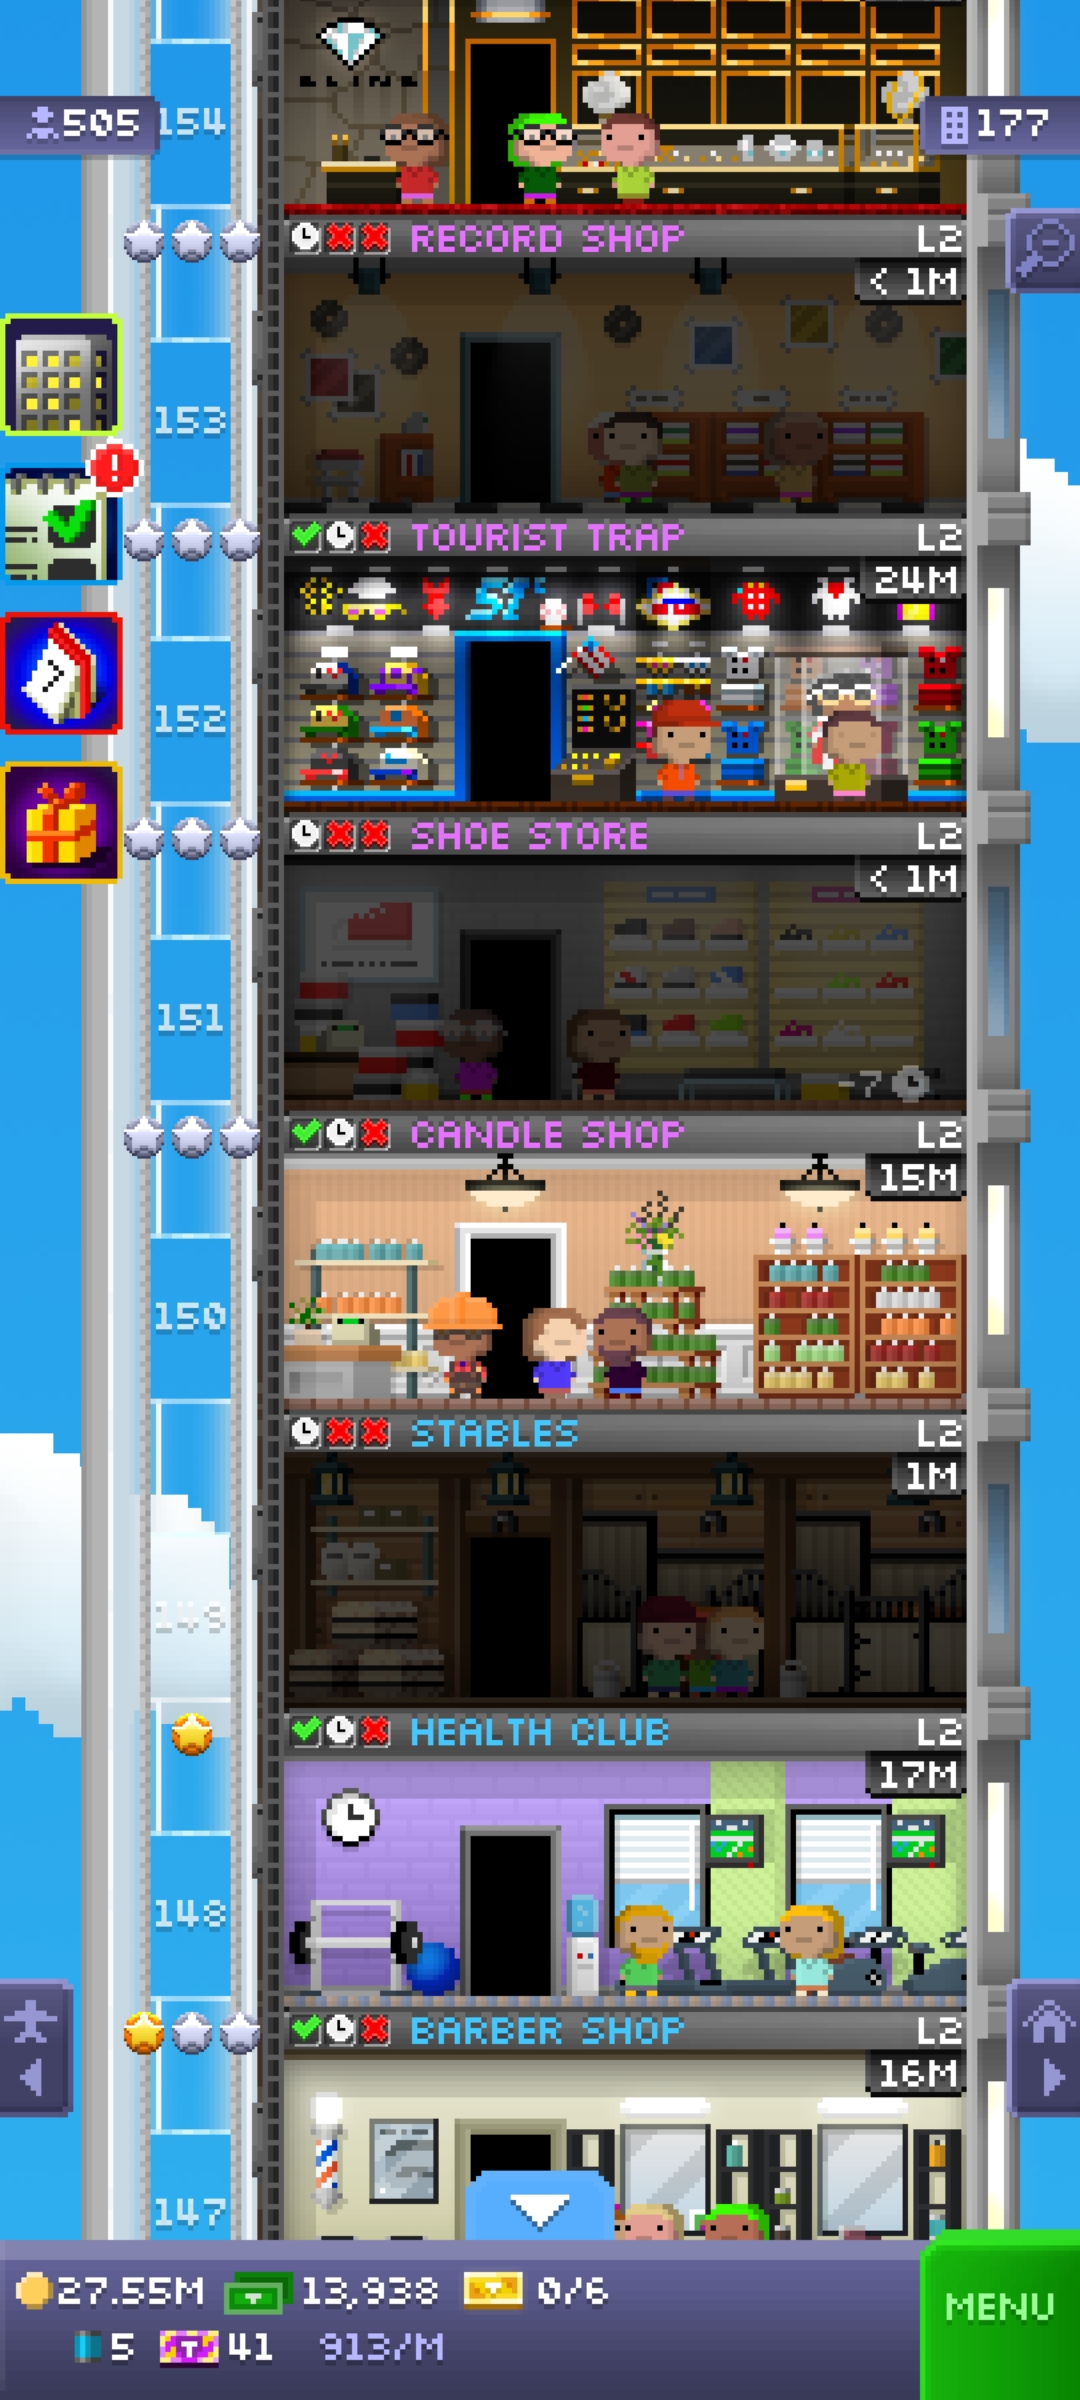 BLING
505
154
177
RECORD SHOP
L2
< 1M
153
TOURIST TRAP
L2
24M
152
SHOE STORE
L2
< 1M
151
-7
CANDLE SHOP
L2
15M
150
STABLES
L2
1M
149
HEALTH CLUB
L2
17M
148
BARBER SHOP
L2
16M
147
27.55M
13,938
0/6
MENU
5
41
913/M